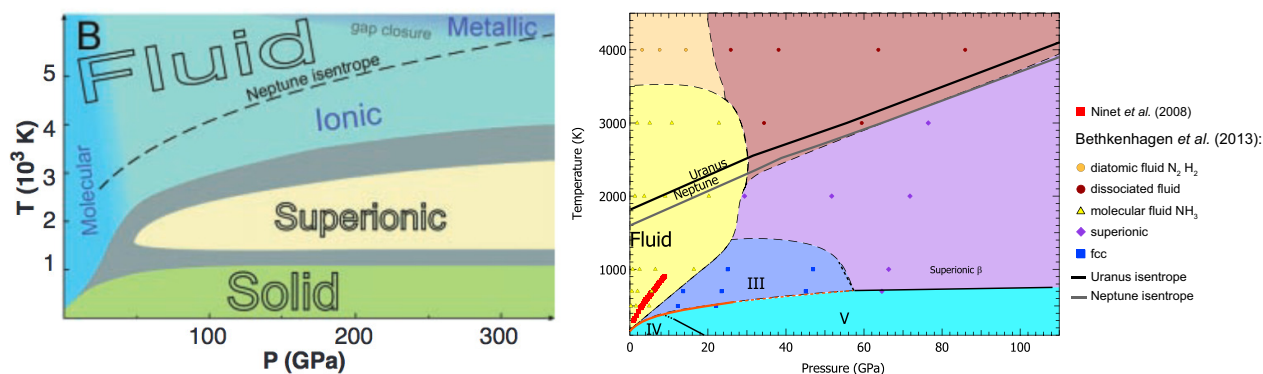 B
Fluid
gap closure
Metallic
Neptune isentrope
Ionic
Molecular
Superionic
Solid
T (10³ K)
5
4
3
2
1
100
200
300
P (GPa)
4000
3000
2000
1000
0
20
40
60
80
100
Temperature (K)
Pressure (GPa)
Uranus
Neptune
Fluid
III
IV
V
Superionic β
Ninet et al. (2008)
Bethkenhagen et al. (2013):
diatomic fluid N₂ H₂
dissociated fluid
molecular fluid NH₃
superionic
fcc
Uranus isentrope
Neptune isentrope